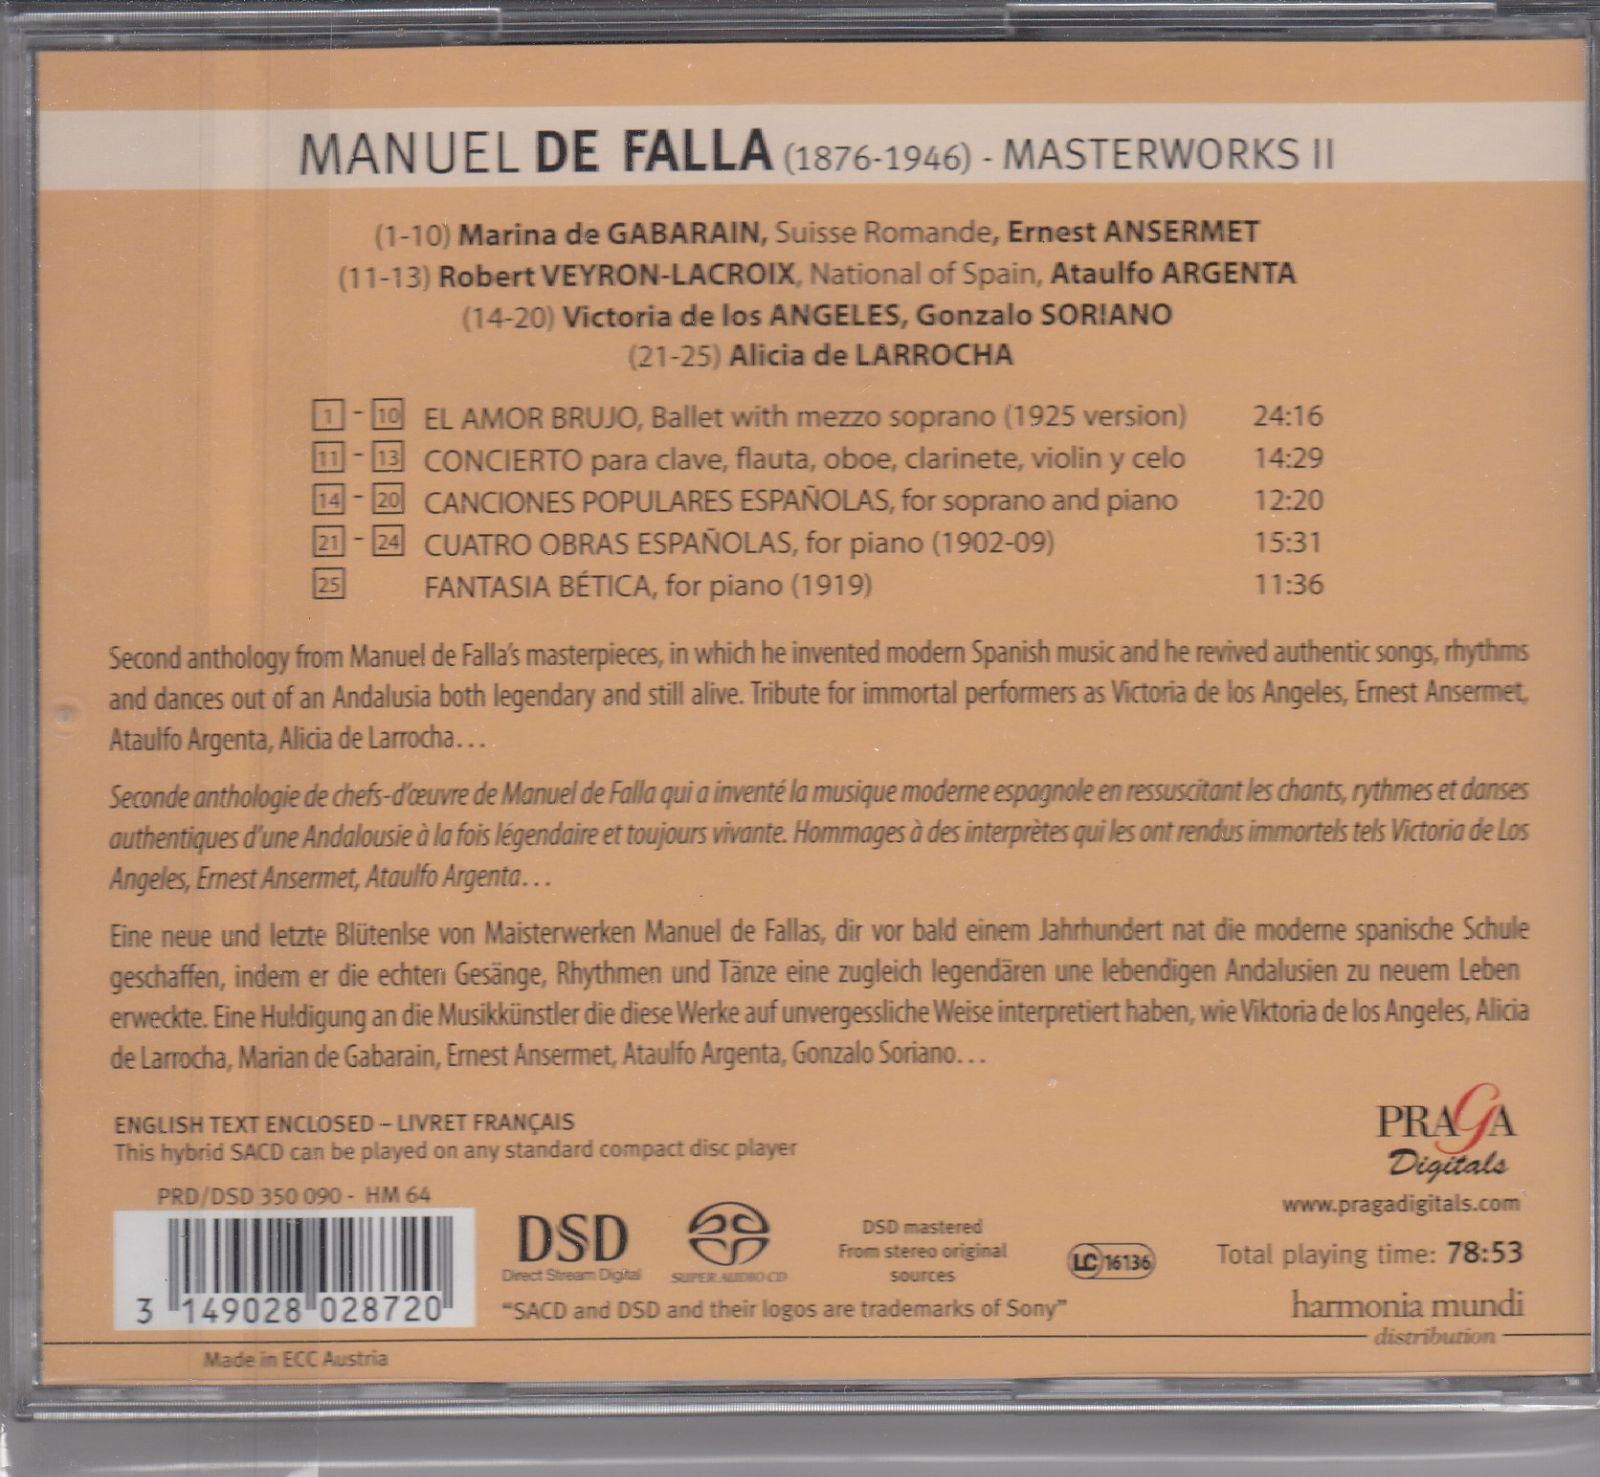 MANUEL DE FALLA (1876-1946) - MASTERWORKS II
(1-10) Marina de GABARAIN, Suisse Romande, Ernest ANSERMET
(11-13) Robert VEYRON-LACROIX, National of Spain, Ataulfo ARGENTA
(14-20) Victoria de los ANGELES, Gonzalo SORIANO
(21-25) Alicia de LARROCHA
1 - 10 EL AMOR BRUJO, Ballet with mezzo soprano (1925 version) 24:16
11 - 13 CONCIERTO para clave, flauta, oboe, clarinete, violin y celo 14:29
14 - 20 CANCIONES POPULARES ESPAÑOLAS, for soprano and piano 12:20
21 - 24 CUATRO OBRAS ESPAÑOLAS, for piano (1902-09) 15:31
25 FANTASIA BÉTICA, for piano (1919) 11:36
Second anthology from Manuel de Falla's masterpieces, in which he invented modern Spanish music and he revived authentic songs, rhythms
and dances out of an Andalusia both legendary and still alive. Tribute for immortal performers as Victoria de los Angeles, Ernest Ansermet,
Ataulfo Argenta, Alicia de Larrocha...
Seconde anthologie de chefs-d'œuvre de Manuel de Falla qui a inventé la musique moderne espagnole en ressuscitant les chants, rythmes et danses
authentiques d'une Andalousie à la fois légendaire et toujours vivante. Hommages à des interprètes qui les ont rendus immortels tels Victoria de Los
Angeles, Ernest Ansermet, Ataulfo Argenta...
Eine neue und letzte Blütenlse von Maisterwerken Manuel de Fallas, dir vor bald einem Jahrhundert nat die moderne spanische Schule
geschaffen, indem er die echten Gesänge, Rhythmen und Tänze eine zugleich legendären une lebendigen Andalusien zu neuem Leben
erweckte. Eine Huldigung an die Musikkünstler die diese Werke auf unvergessliche Weise interpretiert haben, wie Viktoria de los Angeles, Alicia
de Larrocha, Marian de Gabarain, Ernest Ansermet, Ataulfo Argenta, Gonzalo Soriano...
ENGLISH TEXT ENCLOSED – LIVRET FRANÇAIS
This hybrid SACD can be played on any standard compact disc player
PRD/DSD 350 090 - HM 64
3 149028 028720
Made in ECC Austria
DSD
Direct Stream Digital
SUPER AUDIO CD
DSD mastered
From stereo original
sources
LC 16136
"SACD and DSD and their logos are trademarks of Sony"
PRAGA
Digitals
www.pragadigitals.com
Total playing time: 78:53
harmonia mundi
distribution